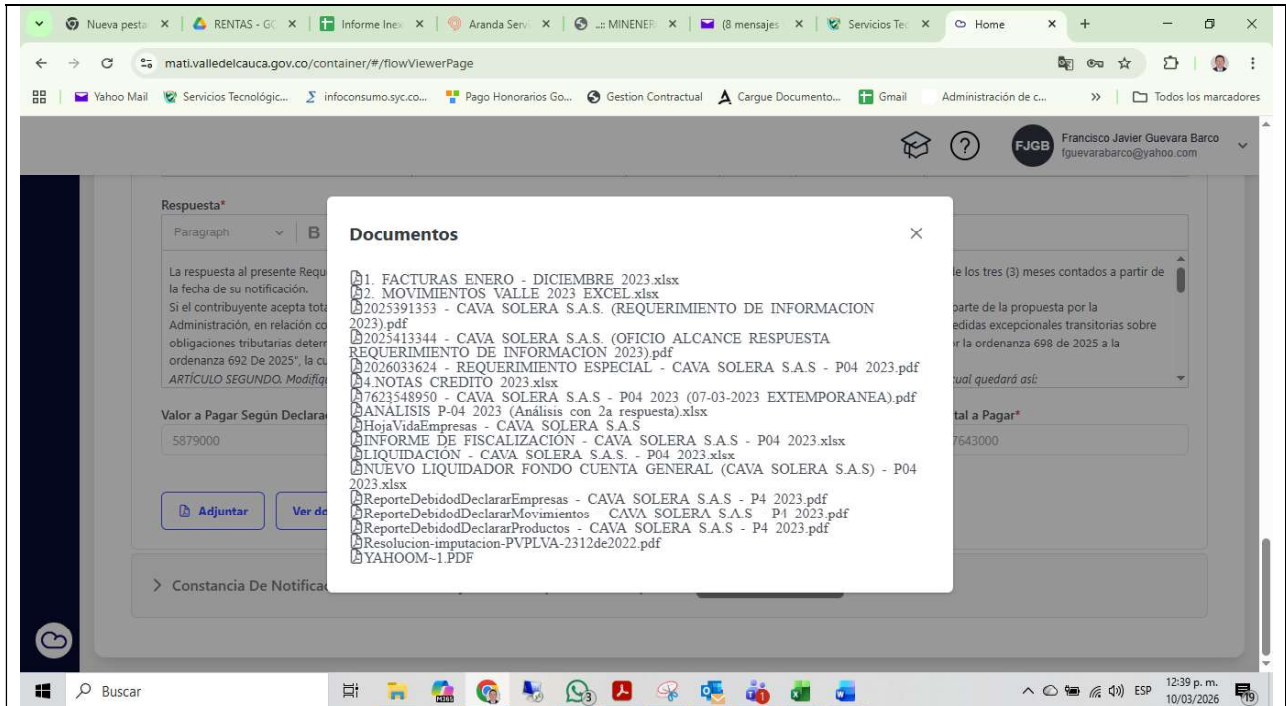 Nueva pesta
RENTAS - GC
Informe Ine
Aranda Serv
..:: MINENER
(8 mensajes
Servicios Tec
Home
mati.valledelcauca.gov.co/container/#/flowViewerPage
Yahoo Mail
Servicios Tecnológic...
infoconsumo.syc.co...
Pago Honorarios Go...
Gestion Contractual
Cargue Documento...
Gmail
Administración de c...
Todos los marcadores
FJGB
Francisco Javier Guevara Barco
fguevarabarco@yahoo.com
Respuesta*
Paragraph
B
La respuesta al presente Requ
e los tres (3) meses contados a partir de
la fecha de su notificación.
Si el contribuyente acepta tota
parte de la propuesta por la
Administración, en relación co
edidas excepcionales transitorias sobre
obligaciones tributarias deterr
r la ordenanza 698 de 2025 a la
ordenanza 692 De 2025", la cu
ARTÍCULO SEGUNDO. Modifíq
cual quedará así:
Valor a Pagar Según Declara
tal a Pagar*
5879000
7643000
Adjuntar
Ver do
Constancia De Notifica
Documentos
1. FACTURAS ENERO - DICIEMBRE 2023.xlsx
2. MOVIMIENTOS VALLE 2023 EXCEL.xlsx
2025391353 - CAVA SOLERA S.A.S. (REQUERIMIENTO DE INFORMACION
2023).pdf
2025413344 - CAVA SOLERA S.A.S. (OFICIO ALCANCE RESPUESTA
REQUERIMIENTO DE INFORMACION 2023).pdf
2026033624 - REQUERIMIENTO ESPECIAL - CAVA SOLERA S.A.S - P04 2023.pdf
4.NOTAS CREDITO 2023.xlsx
7623548950 - CAVA SOLERA S.A.S - P04 2023 (07-03-2023 EXTEMPORANEA).pdf
ANÁLISIS P-04 2023 (Análisis con 2a respuesta).xlsx
HojaVidaEmpresas - CAVA SOLERA S.A.S
INFORME DE FISCALIZACIÓN - CAVA SOLERA S.A.S - P04 2023.xlsx
LIQUIDACIÓN - CAVA SOLERA S.A.S. - P04 2023.xlsx
NUEVO LIQUIDADOR FONDO CUENTA GENERAL (CAVA SOLERA S.A.S) - P04
2023.xlsx
ReporteDebidodDeclararEmpresas - CAVA SOLERA S.A.S - P4 2023.pdf
ReporteDebidodDeclararMovimientos - CAVA SOLERA S.A.S - P4 2023.pdf
ReporteDebidodDeclararProductos - CAVA SOLERA S.A.S - P4 2023.pdf
Resolucion-imputacion-PVPLVA-2312de2022.pdf
YAHOOM~1.PDF
Buscar
ESP
12:39 p. m.
10/03/2026